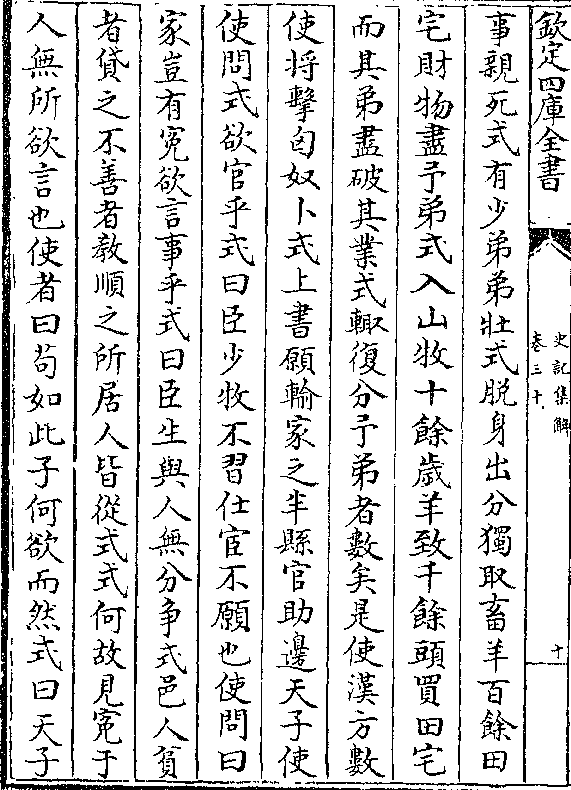 欽定四庫全書
史記集解
卷三十
十
事親死式有少弟弟壯式脱身出分獨取畜羊百餘田
宅財物盡予弟式入山牧十餘歲羊致千餘頭買田宅
而其弟盡破其業式輙復分予弟者數矣是使漢方數
使将擊匈奴卜式上書願輸家之半縣官助邊天子使
使問式欲官乎式曰臣少牧不習仕宦不願也使問曰
家豈有寃欲言事乎式曰臣生與人無分争式邑人貧
者貸之不善者教順之所居人皆從式式何故見寃于
人無所欲言也使者曰苟如此子何欲而然式曰天子